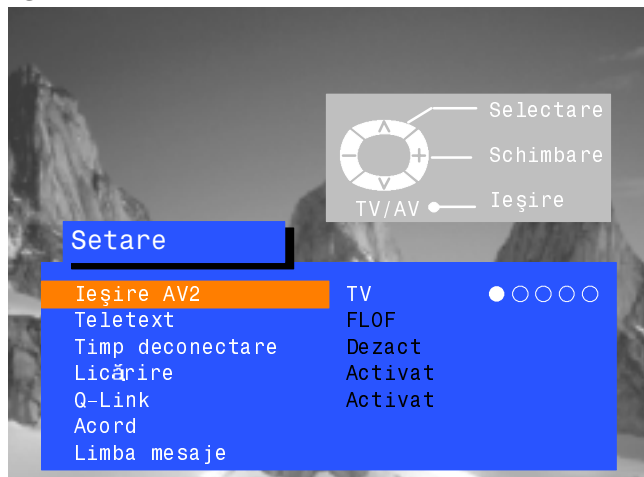 Selectare
Schimbare
TV/AV Ieşire
Setare
Ieşire AV2 TV
Teletext FLOF
Timp deconectare Dezact
Licărire Activat
Q–Link Activat
Acord
Limba mesaje